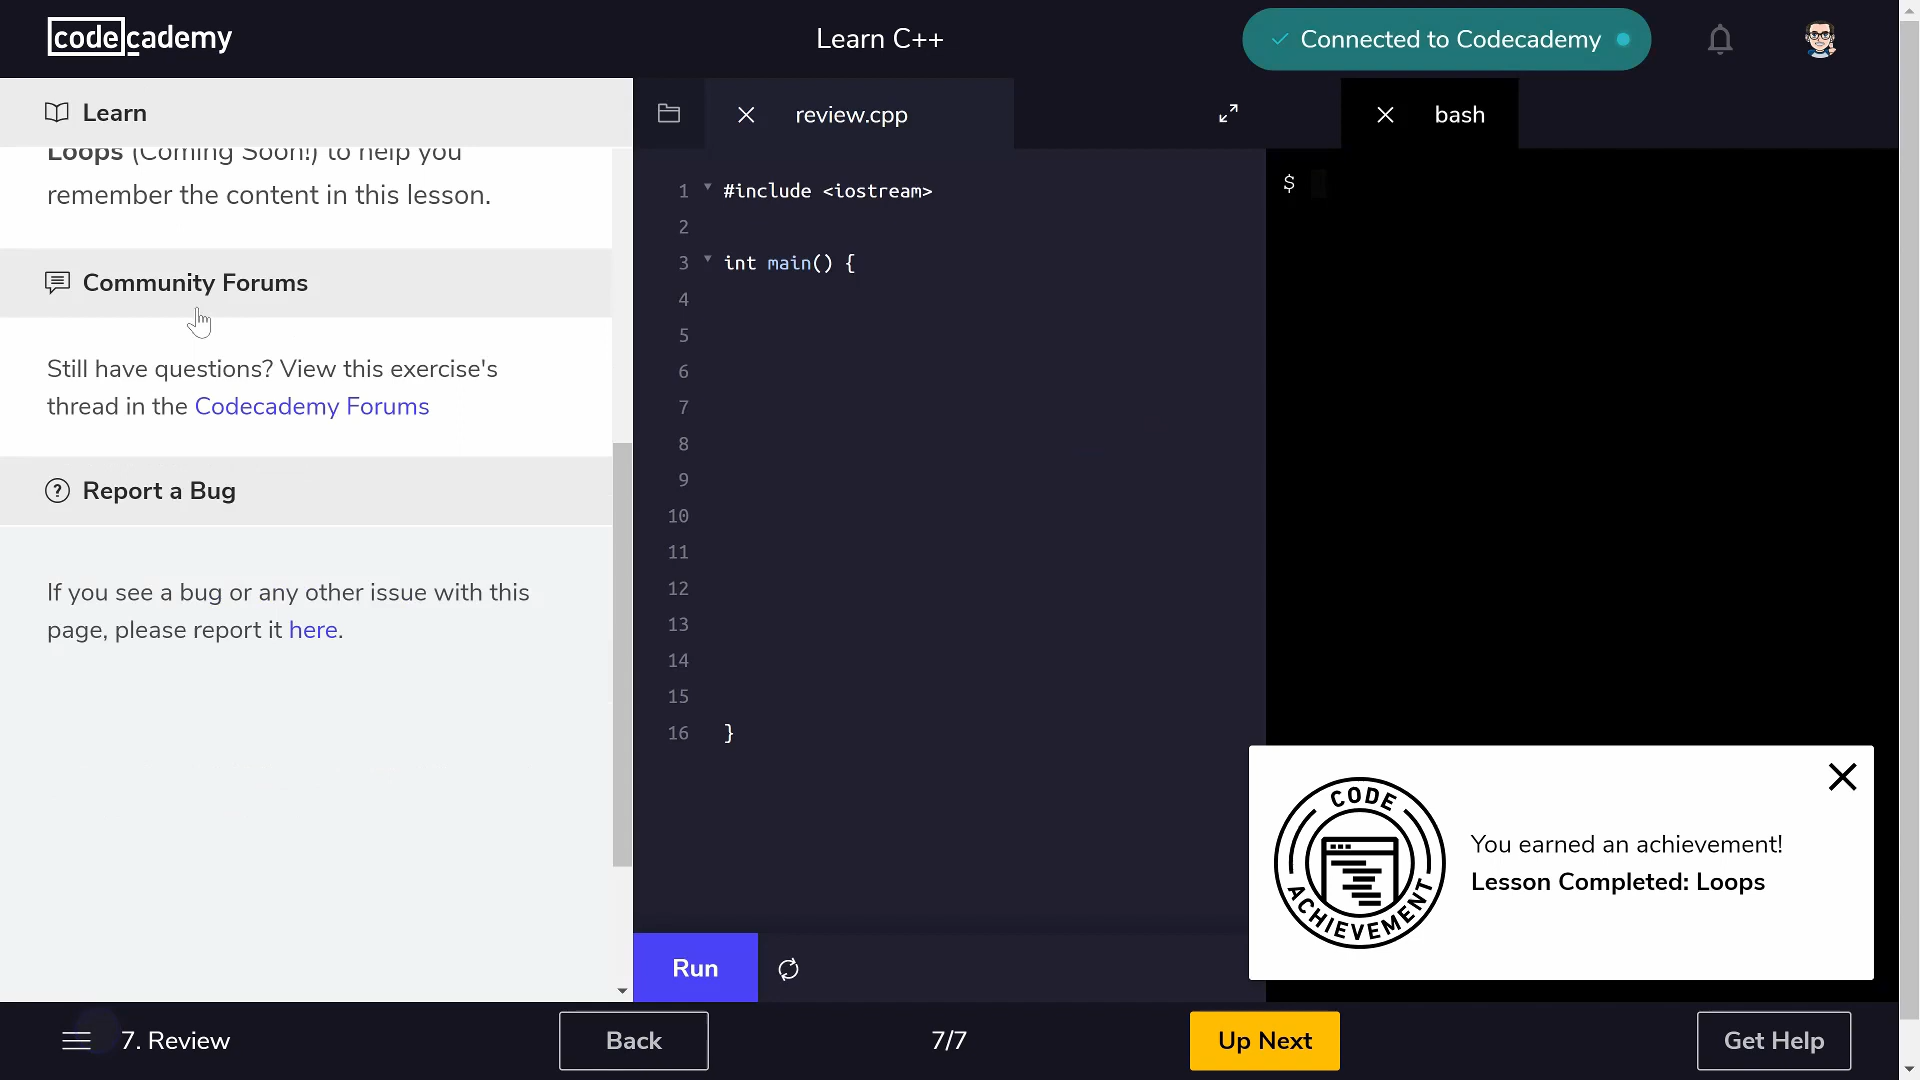 codecademy
Learn C++
Connected to Codecademy
Learn
Loops (Coming Soon!) to help you
remember the content in this lesson.
Community Forums
Still have questions? View this exercise's
thread in the Codecademy Forums
Report a Bug
If you see a bug or any other issue with this
page, please report it here.
review.cpp
1 #include <iostream>
2
3 int main() {
4
5
6
7
8
9
10
11
12
13
14
15
16 }
Run
bash
$
CODE
ACHIEVEMENT
You earned an achievement!
Lesson Completed: Loops
7. Review
Back
7/7
Up Next
Get Help